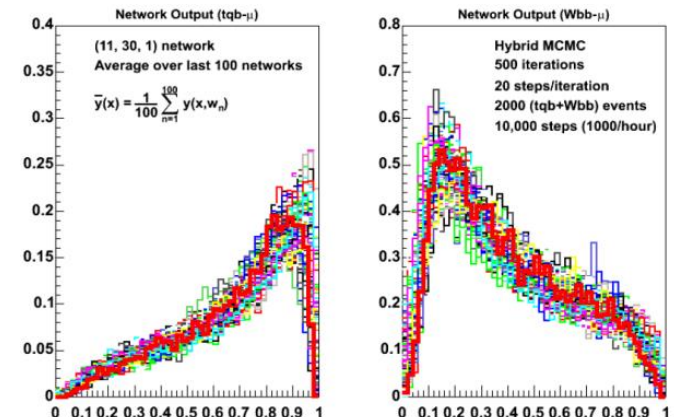 Network Output (tqb-μ)
0.4
0.35
0.3
0.25
0.2
0.15
0.1
0.05
0
(11, 30, 1) network
Average over last 100 networks
ȳ(x) = 1/100 100 ∑ n=1 y(x,wₙ)
0 0.1 0.2 0.3 0.4 0.5 0.6 0.7 0.8 0.9 1
Network Output (Wbb-μ)
0.8
0.7
0.6
0.5
0.4
0.3
0.2
0.1
0
Hybrid MCMC
500 iterations
20 steps/iteration
2000 (tqb+Wbb) events
10,000 steps (1000/hour)
0 0.1 0.2 0.3 0.4 0.5 0.6 0.7 0.8 0.9 1